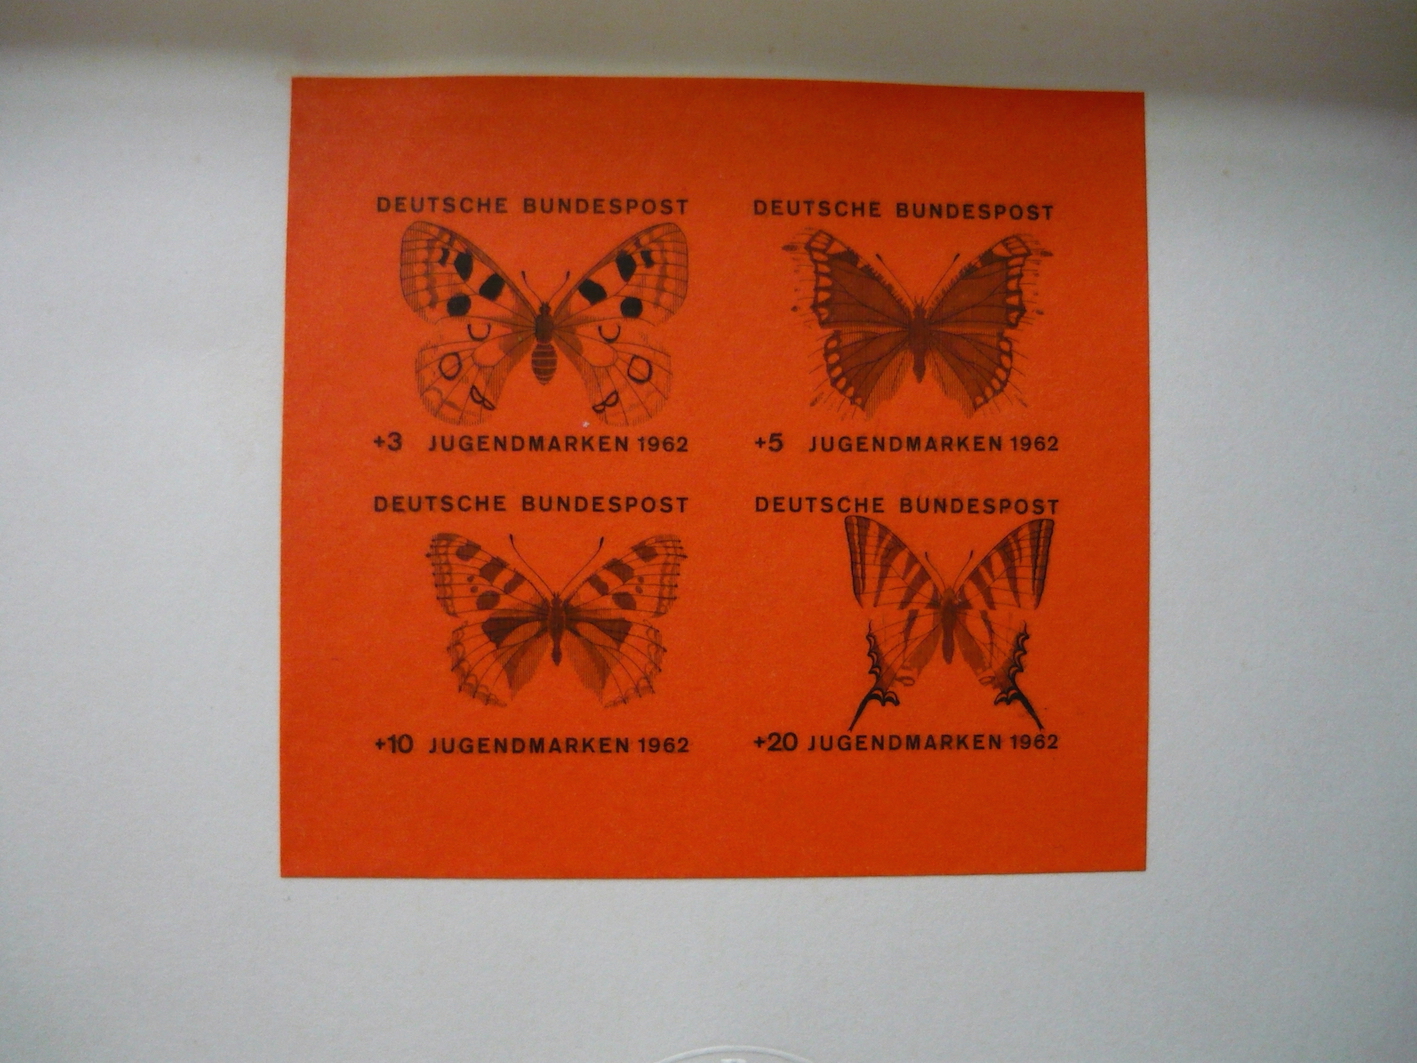 DEUTSCHE BUNDESPOST
+3 JUGENDMARKEN 1962
DEUTSCHE BUNDESPOST
+5 JUGENDMARKEN 1962
DEUTSCHE BUNDESPOST
+10 JUGENDMARKEN 1962
DEUTSCHE BUNDESPOST
+20 JUGENDMARKEN 1962